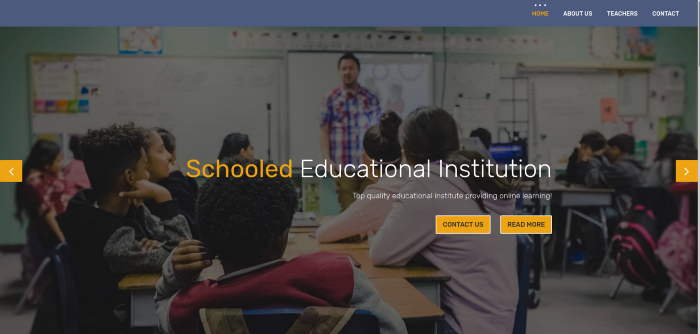 HOME ABOUT US TEACHERS CONTACT
Schooled Educational Institution
Top quality educational institute providing online learning!
CONTACT US READ MORE